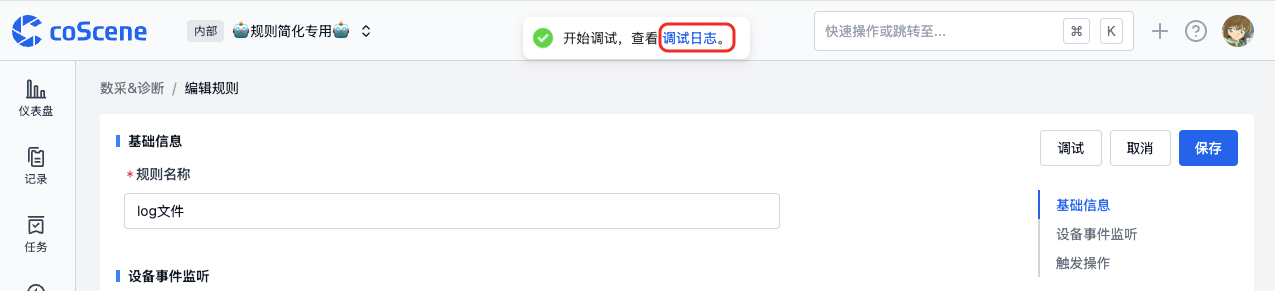 coScene 内部 🤖规则简化专用🤖
开始调试，查看调试日志。
快速操作或跳转至... ⌘ K
仪表盘
记录
任务
数采&诊断 / 编辑规则
基础信息
调试 取消 保存
*规则名称
log文件
设备事件监听
基础信息
设备事件监听
触发操作